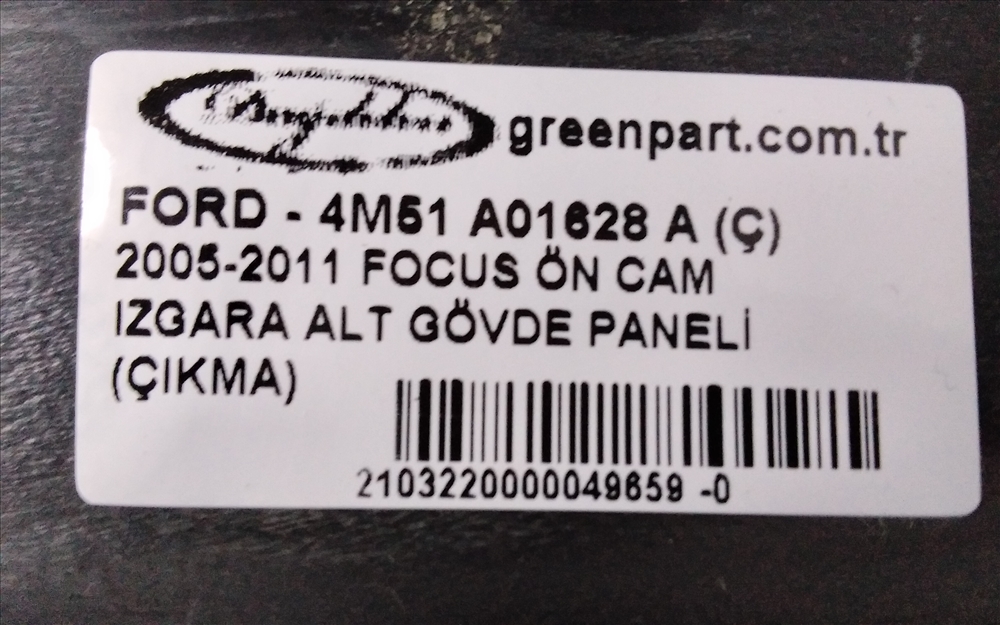 greenpart.com.tr
FORD - 4M51 A01628 A (Ç)
2005-2011 FOCUS ÖN CAM
IZGARA ALT GÖVDE PANELİ
(ÇIKMA)
2103220000049659 -0